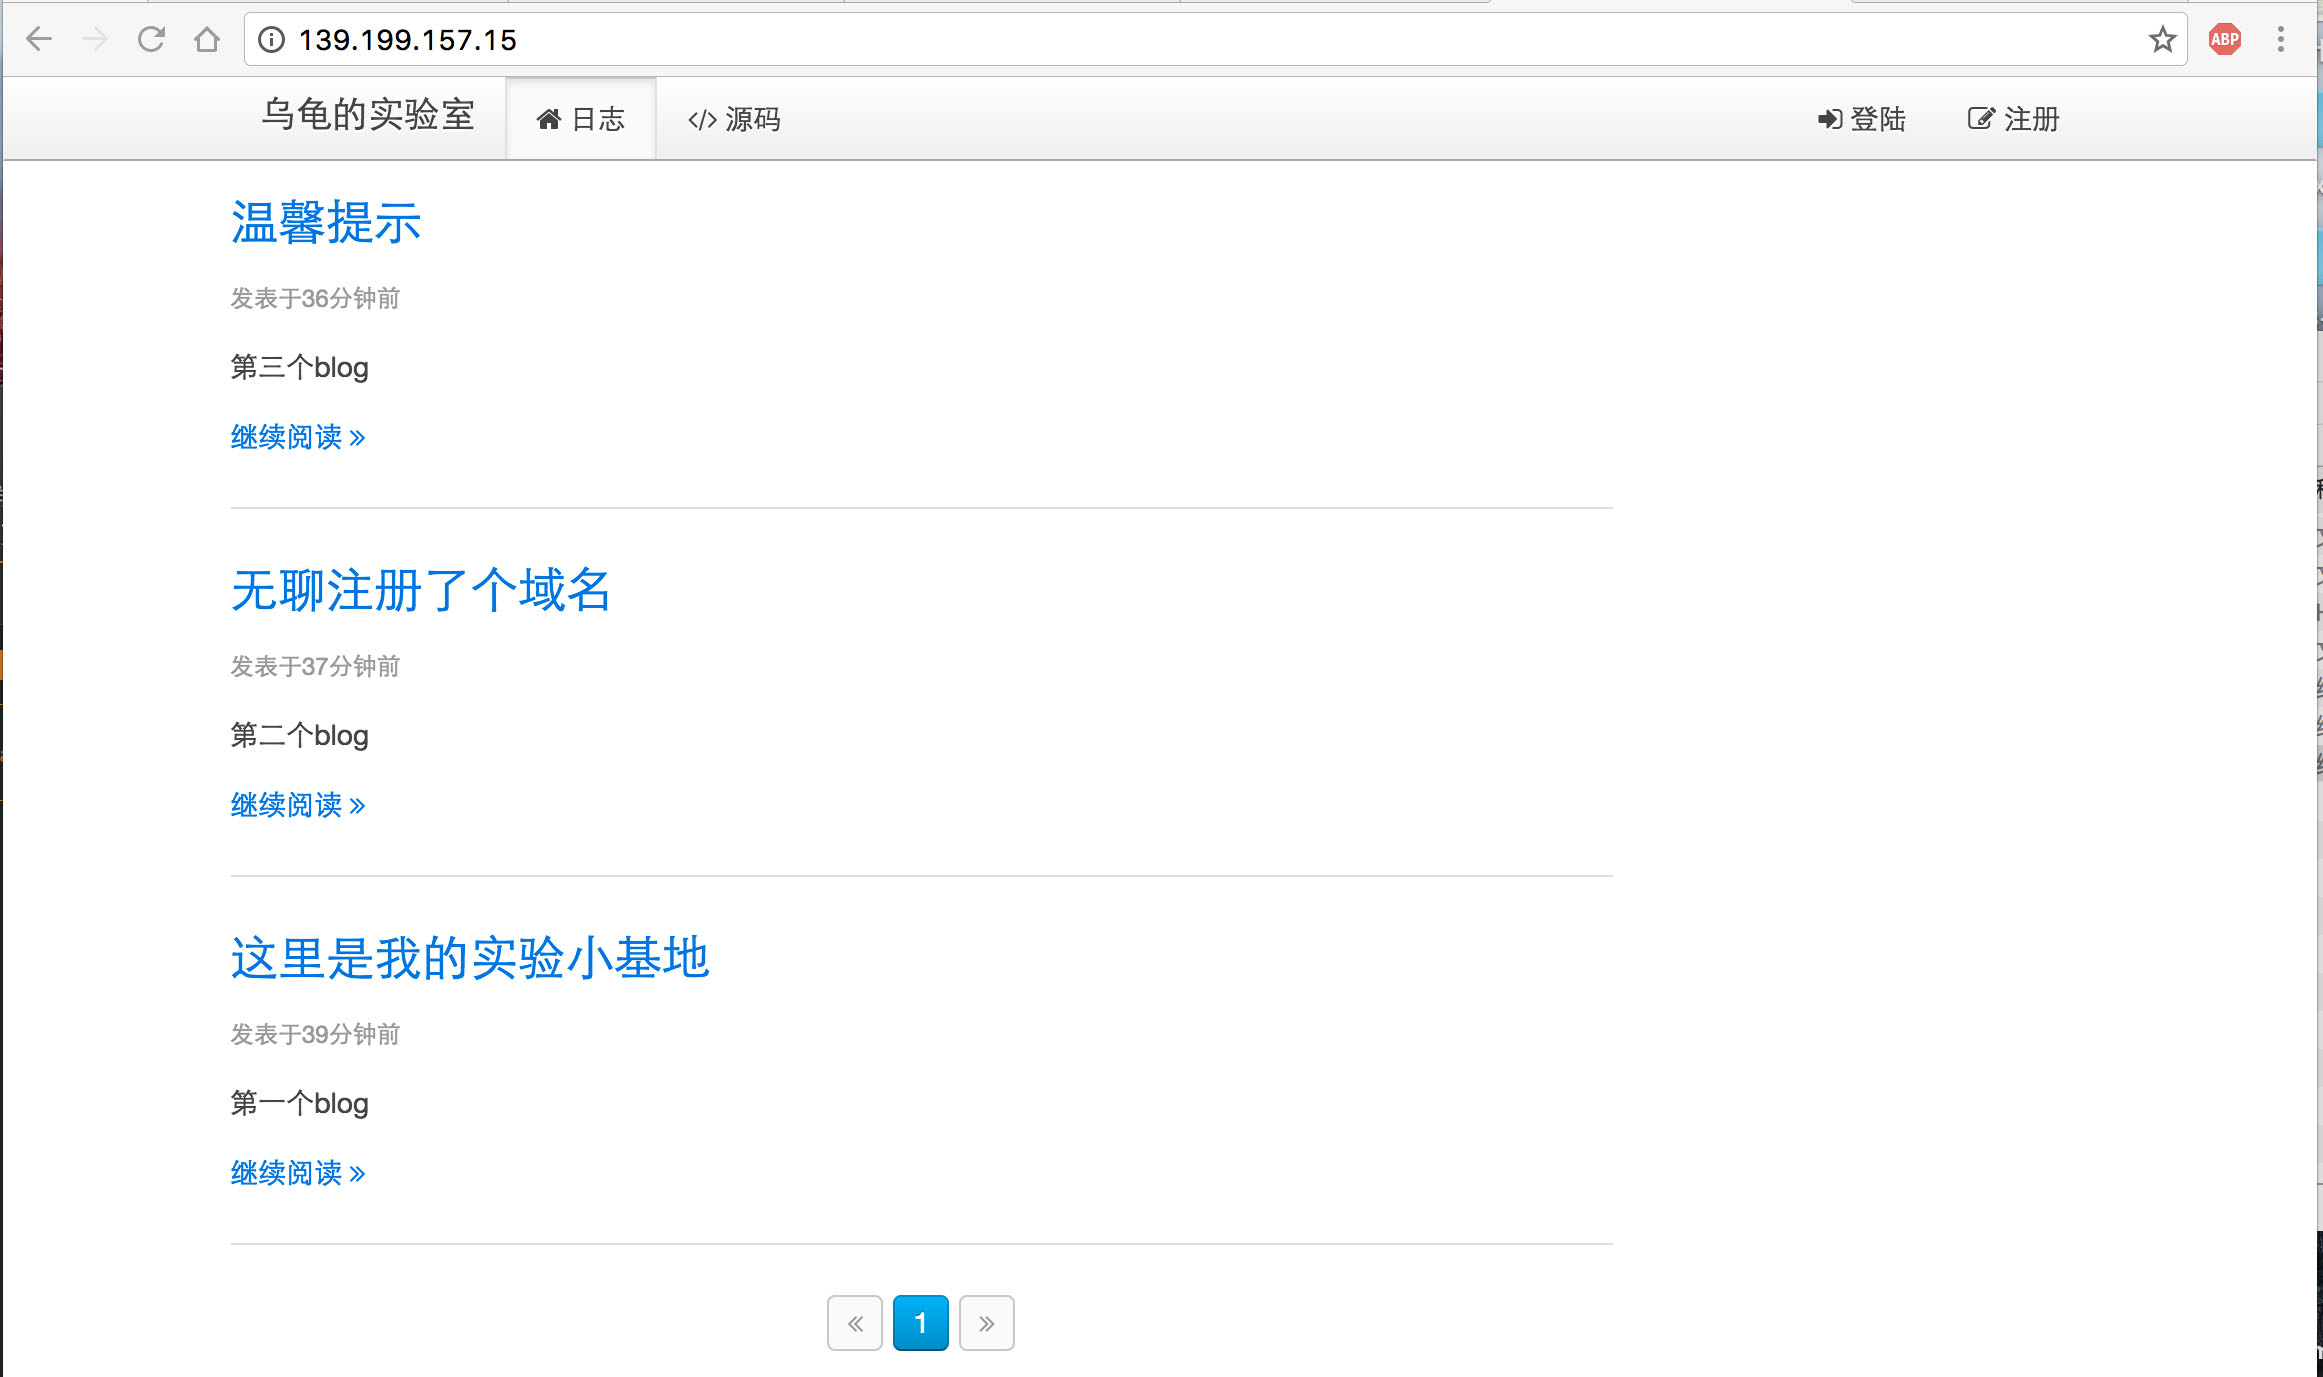 139.199.157.15
ABP
乌龟的实验室 日志 </> 源码 登陆 注册
温馨提示
发表于36分钟前
第三个blog
继续阅读 »
无聊注册了个域名
发表于37分钟前
第二个blog
继续阅读 »
这里是我的实验小基地
发表于39分钟前
第一个blog
继续阅读 »
« 1 »